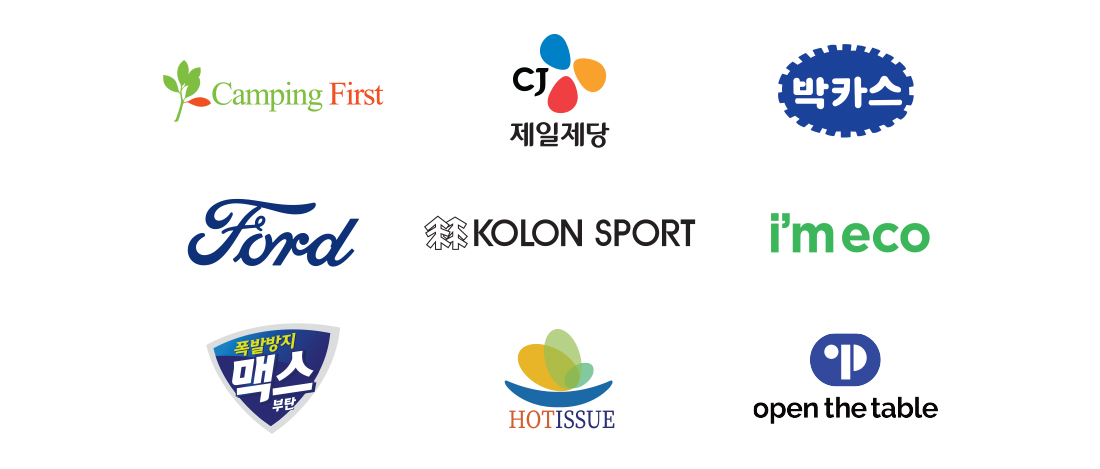 Camping First
CJ
제일제당
박카스
Ford
KOLON SPORT
i'm eco
폭발방지
맥스
부탄
HOTISSUE
open the table